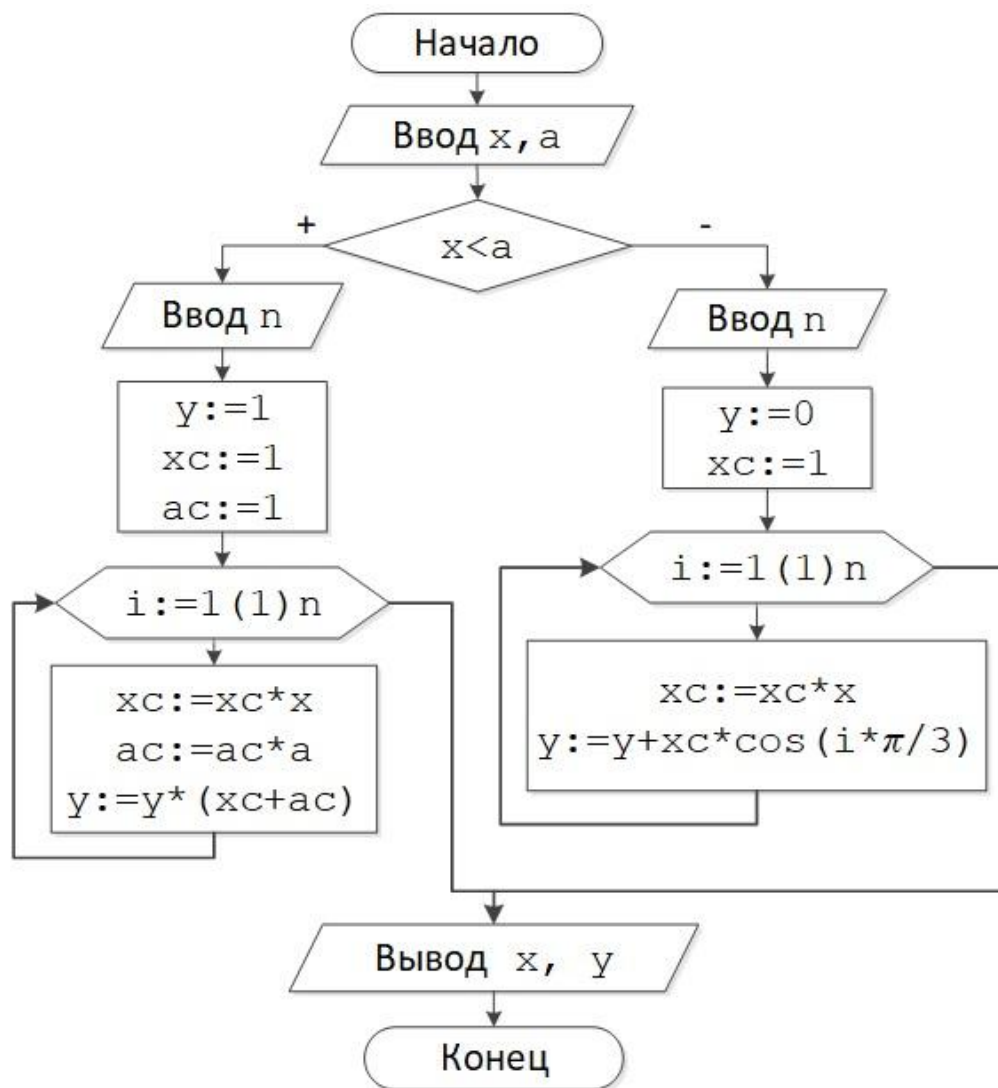 Начало
Ввод x,a
x<a
+
-
Ввод n
y:=1
xc:=1
ac:=1
i:=1(1)n
xc:=xc*x
ac:=ac*a
y:=y*(xc+ac)
Ввод n
y:=0
xc:=1
i:=1(1)n
xc:=xc*x
y:=y+xc*cos(i*π/3)
Вывод x, y
Конец